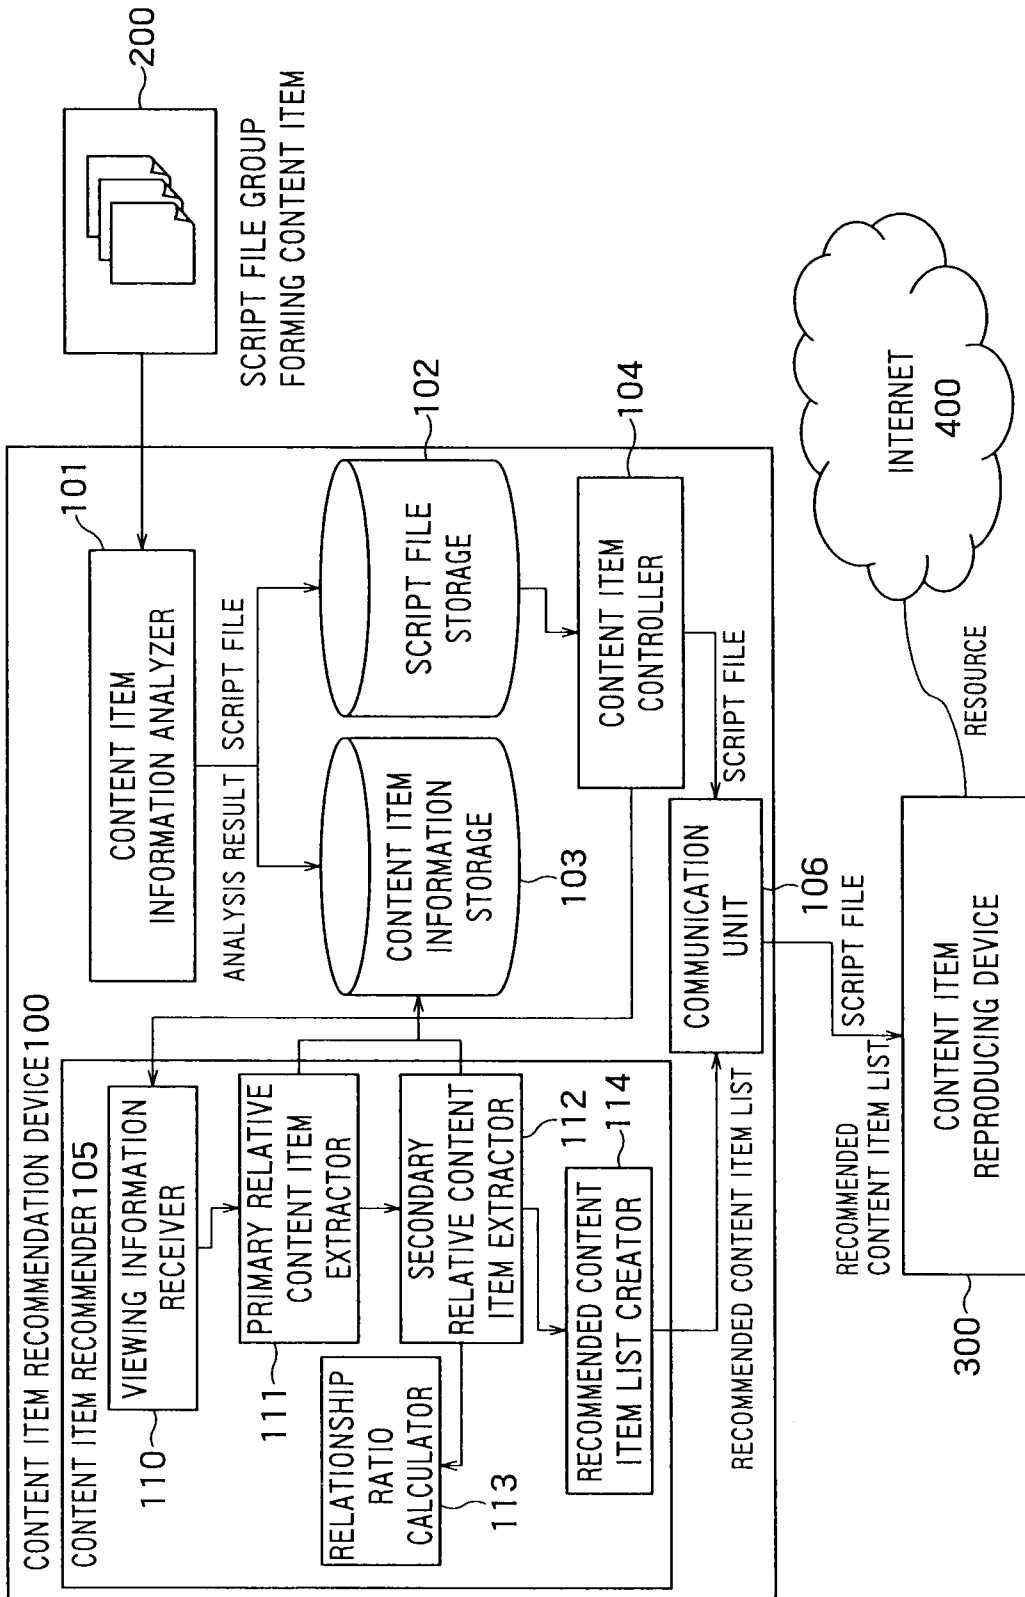 CONTENT ITEM RECOMMENDATION DEVICE 100
CONTENT ITEM RECOMMENDER 105
VIEWING INFORMATION
RECEIVER
110
PRIMARY RELATIVE
CONTENT ITEM
EXTRACTOR
111
RELATIONSHIP
RATIO
CALCULATOR
113
SECONDARY
RELATIVE CONTENT
ITEM EXTRACTOR
112
RECOMMENDED CONTENT
ITEM LIST CREATOR
114
RECOMMENDED CONTENT ITEM LIST
101
CONTENT ITEM
INFORMATION ANALYZER
ANALYSIS RESULT
SCRIPT FILE
CONTENT ITEM
INFORMATION
STORAGE
103
SCRIPT FILE
STORAGE
102
CONTENT ITEM
CONTROLLER
104
SCRIPT FILE
COMMUNICATION
UNIT
106
200
SCRIPT FILE GROUP
FORMING CONTENT ITEM
RECOMMENDED
CONTENT ITEM LIST
SCRIPT FILE
CONTENT ITEM
REPRODUCING DEVICE
300
RESOURCE
INTERNET
400